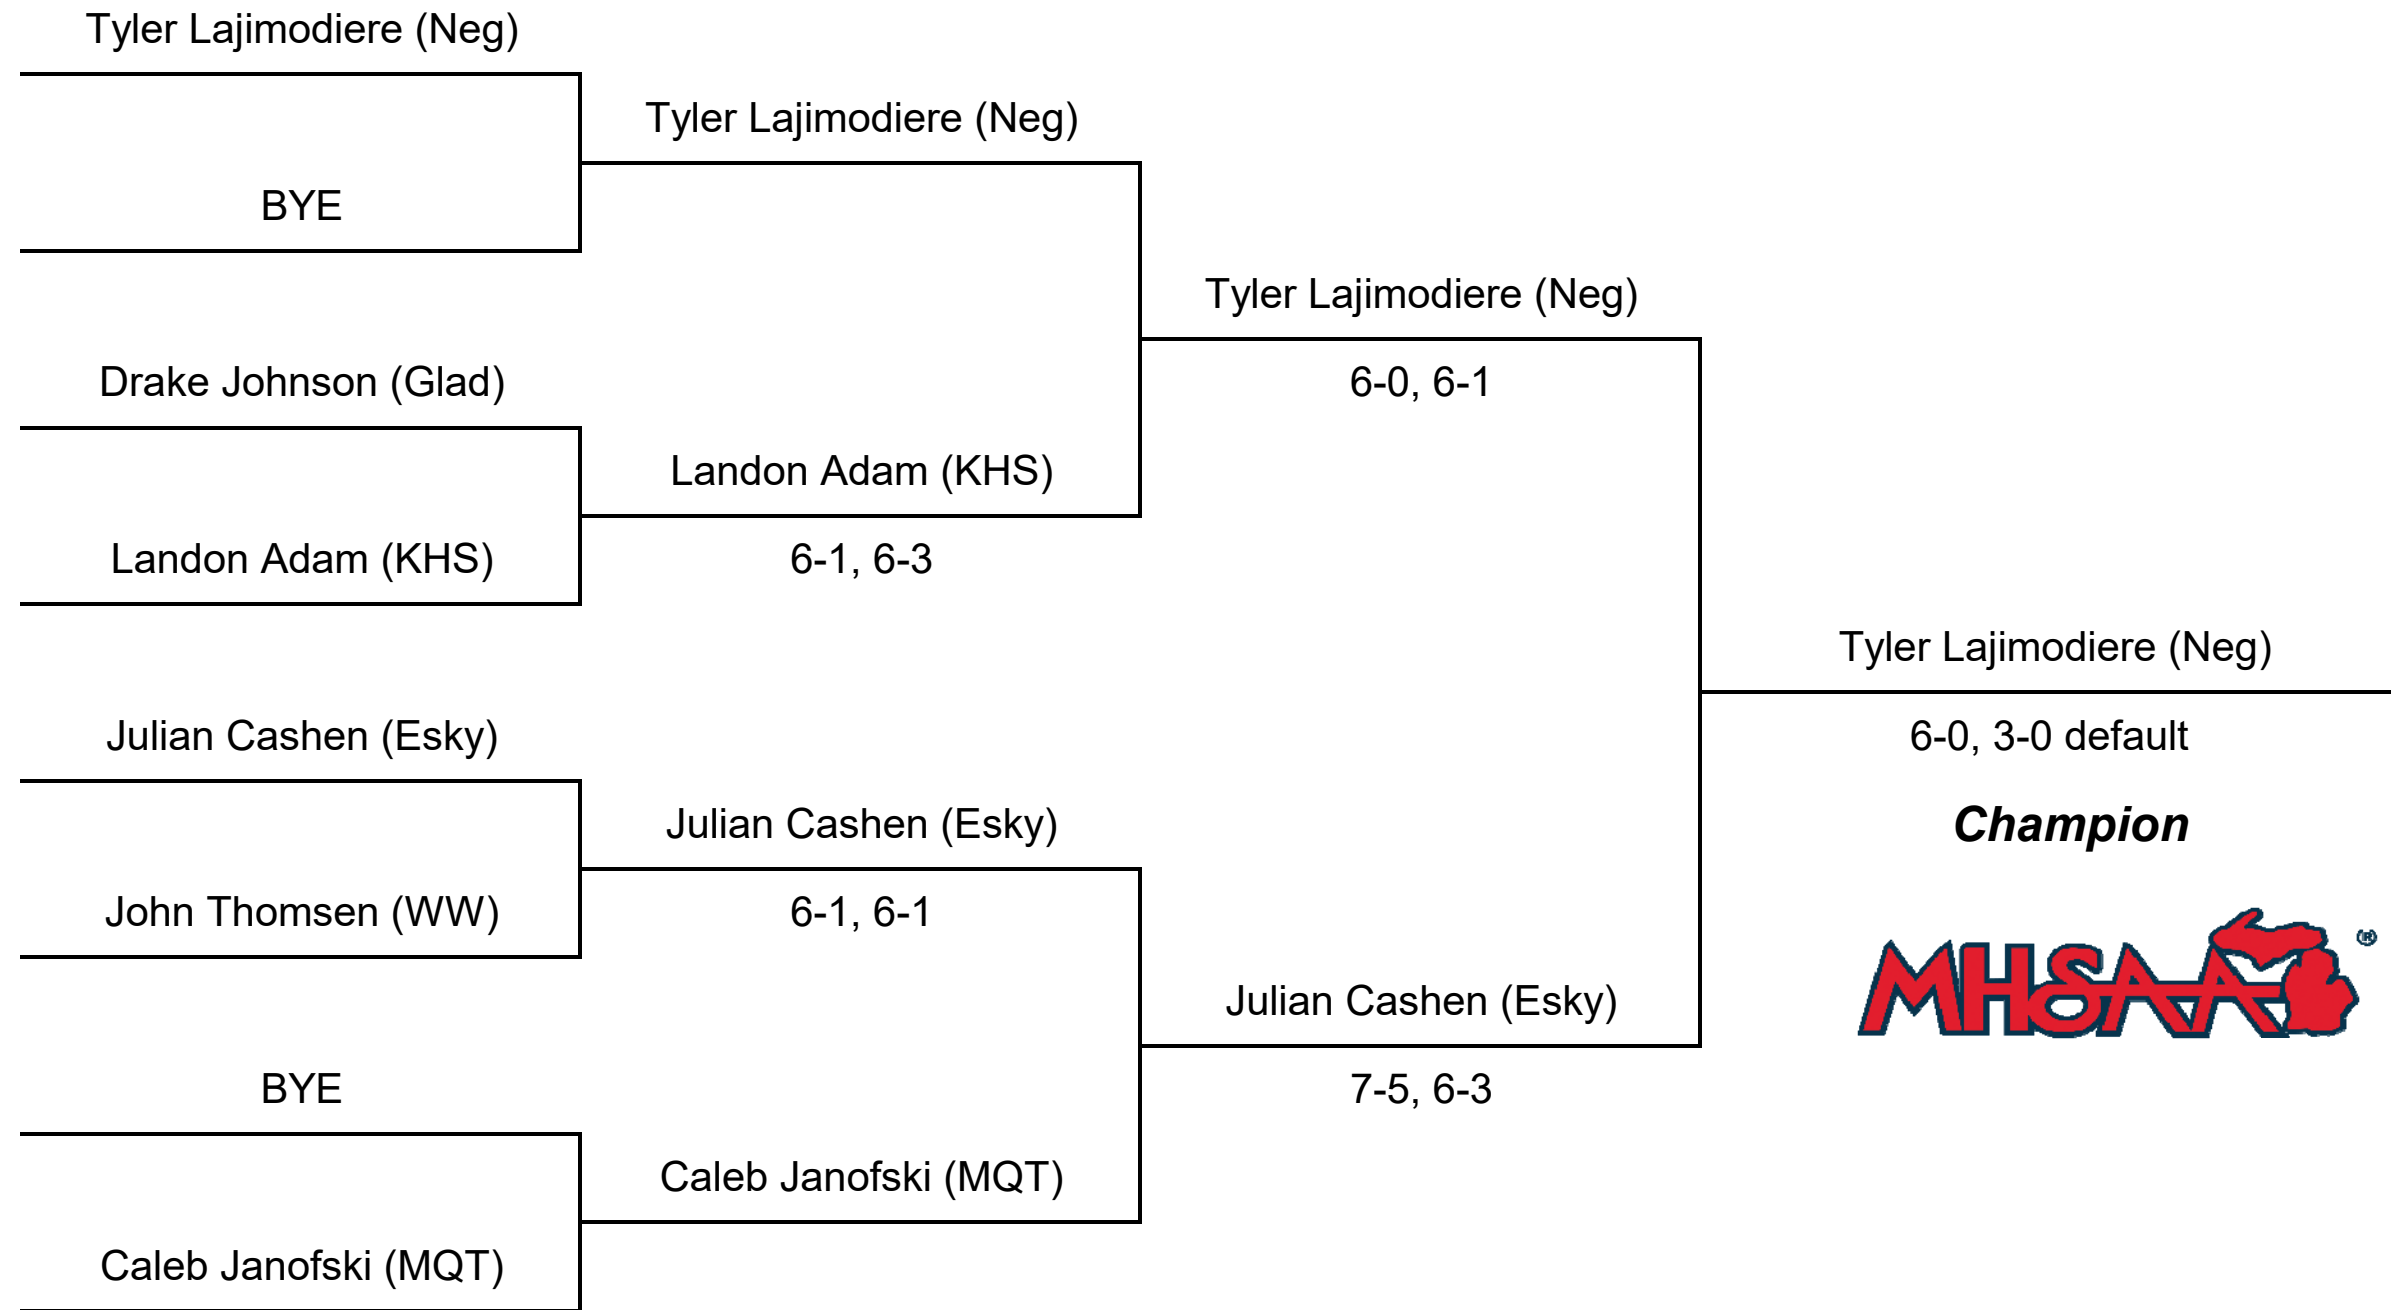 Tyler Lajimodiere (Neg)
Tyler Lajimodiere (Neg)
BYE
Tyler Lajimodiere (Neg)
Drake Johnson (Glad)
6-0, 6-1
Landon Adam (KHS)
Landon Adam (KHS)
6-1, 6-3
Tyler Lajimodiere (Neg)
Julian Cashen (Esky)
6-0, 3-0 default
Julian Cashen (Esky)
Champion
John Thomsen (WW)
6-1, 6-1
MHSAA®
Julian Cashen (Esky)
BYE
7-5, 6-3
Caleb Janofski (MQT)
Caleb Janofski (MQT)